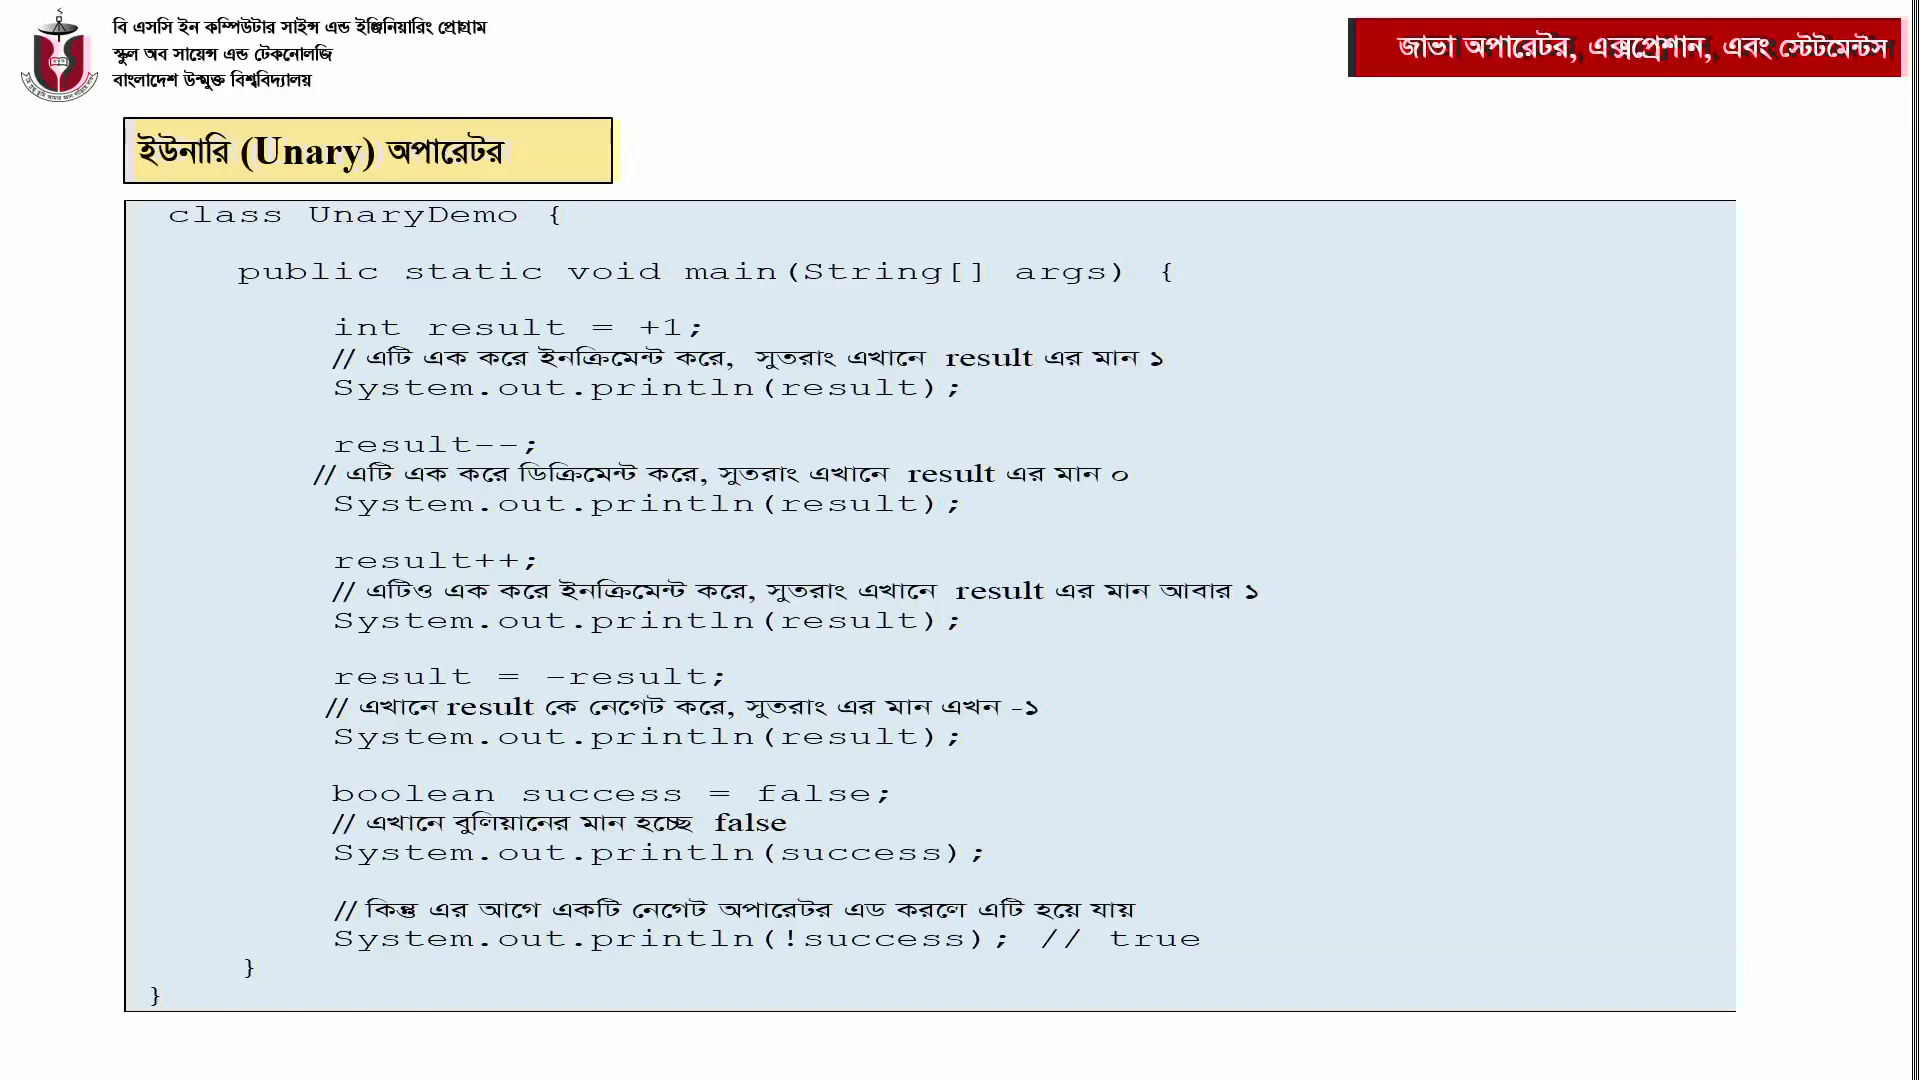 বি এসসি ইন কম্পিউটার সাইন্স এন্ড ইঞ্জিনিয়ারিং প্রোগ্রাম
স্কুল অব সায়েন্স এন্ড টেকনোলজি
বাংলাদেশ উন্মুক্ত বিশ্ববিদ্যালয়
জাভা অপারেটর, এক্সপ্রেশান, এবং স্টেটমেন্টস
ইউনারি (Unary) অপারেটর
class UnaryDemo {
public static void main(String[] args) {
int result = +1;
// এটি এক করে ইনক্রিমেন্ট করে, সুতরাং এখানে result এর মান ১
System.out.println(result);
result--;
// এটি এক করে ডিক্রিমেন্ট করে, সুতরাং এখানে result এর মান ০
System.out.println(result);
result++;
// এটিও এক করে ইনক্রিমেন্ট করে, সুতরাং এখানে result এর মান আবার ১
System.out.println(result);
result = -result;
// এখানে result কে নেগেট করে, সুতরাং এর মান এখন -১
System.out.println(result);
boolean success = false;
// এখানে বুলিয়ানের মান হচ্ছে false
System.out.println(success);
// কিন্তু এর আগে একটি নেগেট অপারেটর এড করলে এটি হয়ে যায়
System.out.println(!success); // true
}
}